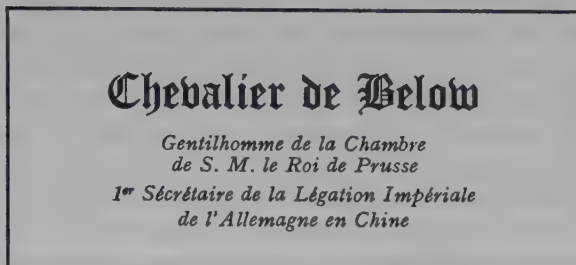 Chevalier de Below
Gentilhomme de la Chambre
de S. M. le Roi de Prusse
1er Sécrétaire de la Légation Impériale
de l'Allemagne en Chine